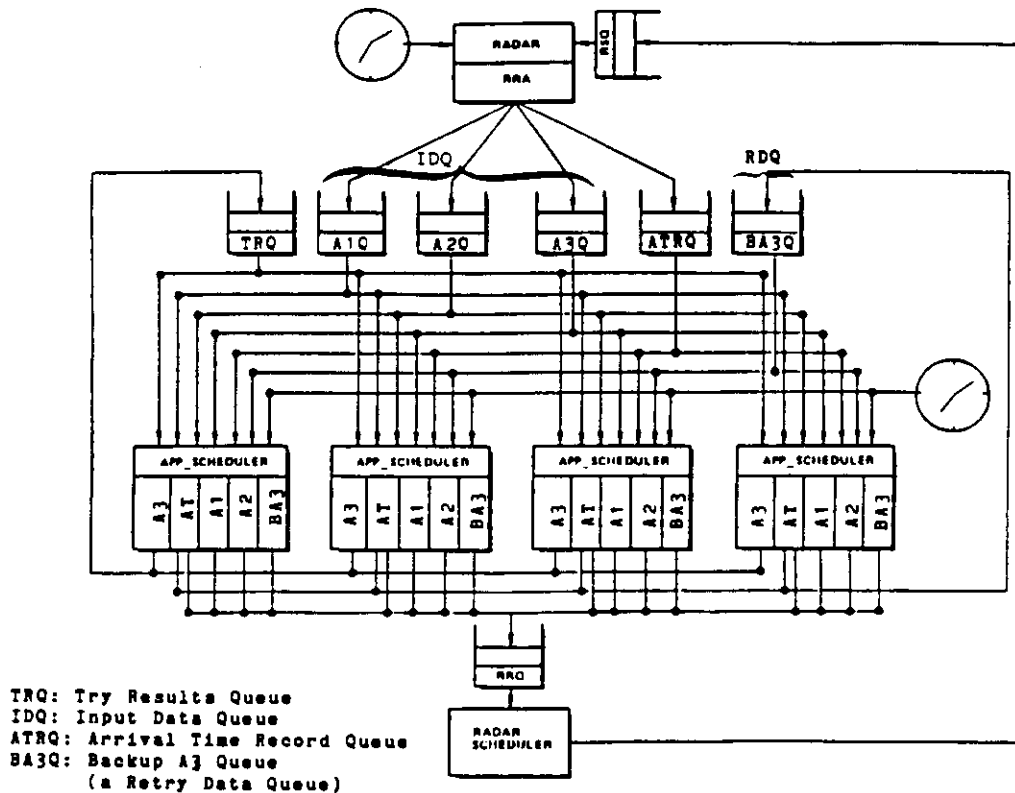 RADAR
RSQ
RRA
IDQ
RDQ
TRQ
A1Q
A2Q
A3Q
ATRQ
BA3Q
APP_SCHEDULER
APP_SCHEDULER
APP_SCHEDULER
APP_SCHEDULER
A3 AT A1 A2 BA3
A3 AT A1 A2 BA3
A3 AT A1 A2 BA3
A3 AT A1 A2 BA3
RRQ
RADAR
SCHEDULER
TRQ: Try Results Queue
IDQ: Input Data Queue
ATRQ: Arrival Time Record Queue
BA3Q: Backup A3 Queue
(a Retry Data Queue)